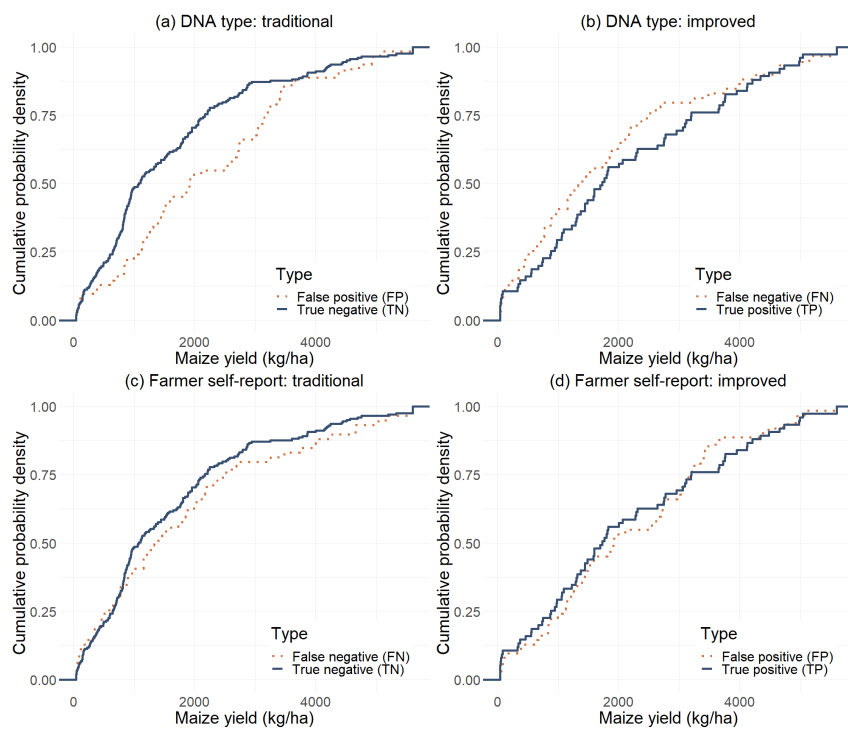 (a) DNA type: traditional
Cumulative probability density
1.00
0.75
0.50
0.25
0.00
Type
False positive (FP)
True negative (TN)
0 2000 4000
Maize yield (kg/ha)
(b) DNA type: improved
Cumulative probability density
1.00
0.75
0.50
0.25
0.00
Type
False negative (FN)
True positive (TP)
0 2000 4000
Maize yield (kg/ha)
(c) Farmer self-report: traditional
Cumulative probability density
1.00
0.75
0.50
0.25
0.00
Type
False negative (FN)
True negative (TN)
0 2000 4000
Maize yield (kg/ha)
(d) Farmer self-report: improved
Cumulative probability density
1.00
0.75
0.50
0.25
0.00
Type
False positive (FP)
True positive (TP)
0 2000 4000
Maize yield (kg/ha)